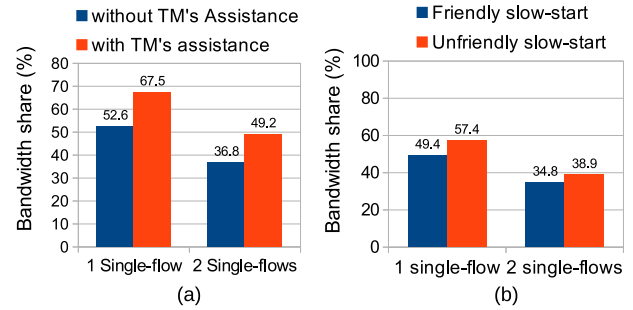 without TM's Assistance
with TM's assistance
Bandwidth share (%)
80
70
60
50
40
30
20
10
0
52.6
67.5
36.8
49.2
1 Single-flow
2 Single-flows
(a)
Friendly slow-start
Unfriendly slow-start
Bandwidth share (%)
100
80
60
40
20
0
49.4
57.4
34.8
38.9
1 single-flow
2 single-flows
(b)